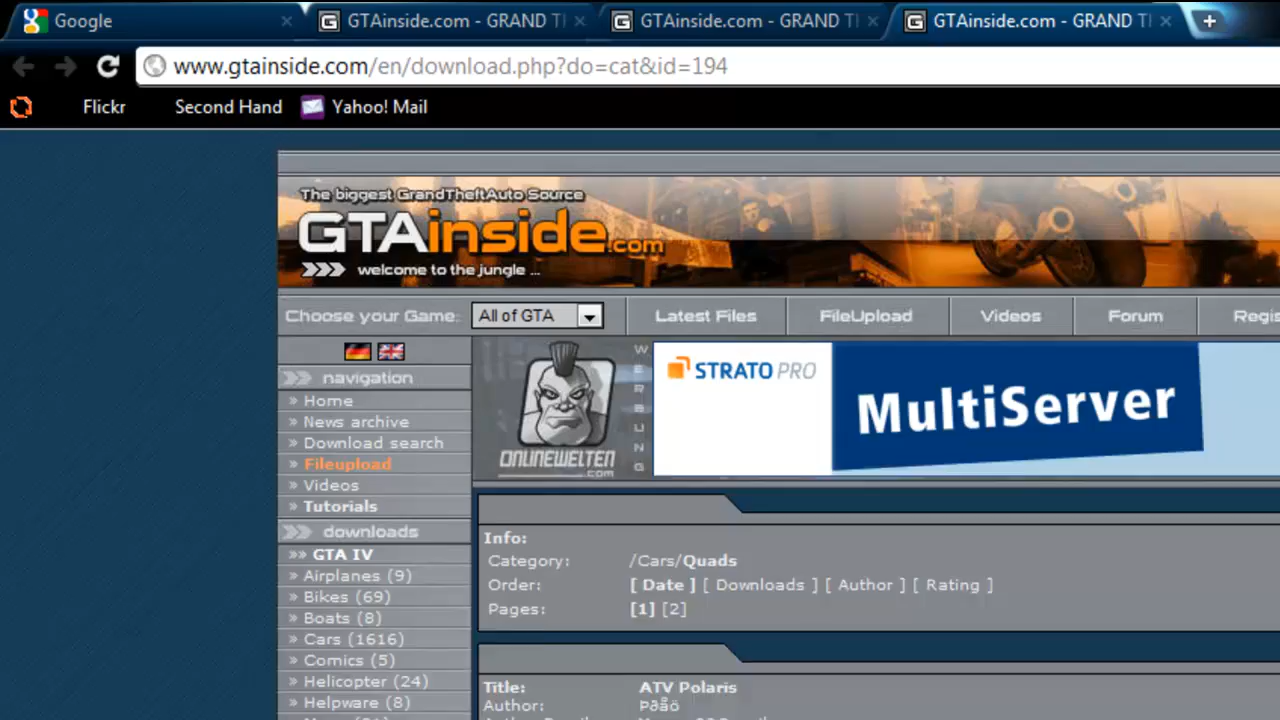 Google
GTAinside.com - GRAND T
GTAinside.com - GRAND T
GTAinside.com - GRAND T
www.gtainside.com/en/download.php?do=cat&id=194
Flickr Second Hand Yahoo! Mail
The biggest GrandTheftAuto Source
GTAinside.com
welcome to the jungle ...
Choose your Game: All of GTA Latest Files FileUpload Videos Forum Regis
navigation
» Home
» News archive
» Download search
» Fileupload
» Videos
» Tutorials
downloads
»» GTA IV
» Airplanes (9)
» Bikes (69)
» Boats (8)
» Cars (1616)
» Comics (5)
» Helicopter (24)
» Helpware (8)
ONLINEWELTEN
.com
WERBUNG
STRATO PRO
MultiServer
Info:
Category: /Cars/Quads
Order: [ Date ] [ Downloads ] [ Author ] [ Rating ]
Pages: [1] [2]
Title: ATV Polaris
Author: Þðåö